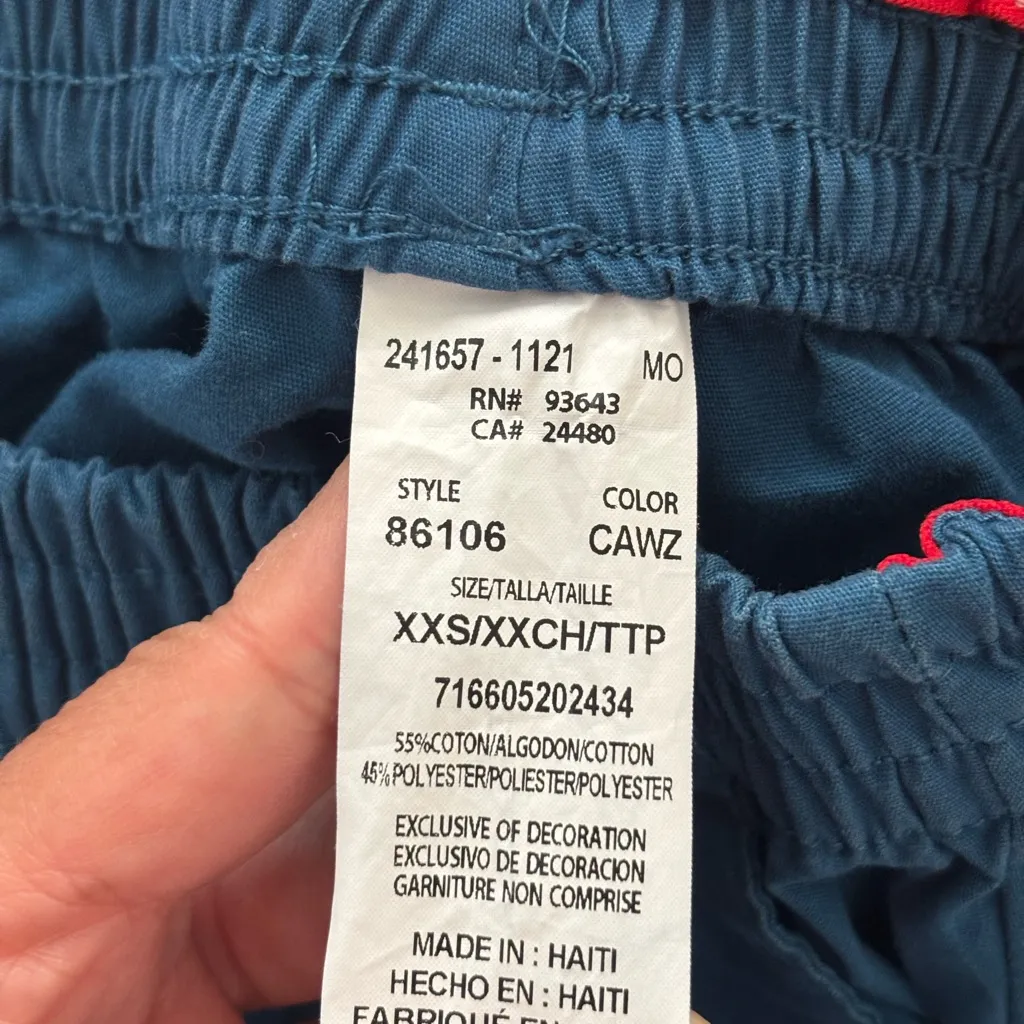 241657 - 1121 MO
RN# 93643
CA# 24480
STYLE COLOR
86106 CAWZ
SIZE/TALLA/TAILLE
XXS/XXCH/TTP
716605202434
55%COTON/ALGODON/COTTON
45%POLYESTER/POLIESTER/POLYESTER
EXCLUSIVE OF DECORATION
EXCLUSIVO DE DECORACION
GARNITURE NON COMPRISE
MADE IN : HAITI
HECHO EN : HAITI
FABRIQUÉ EN